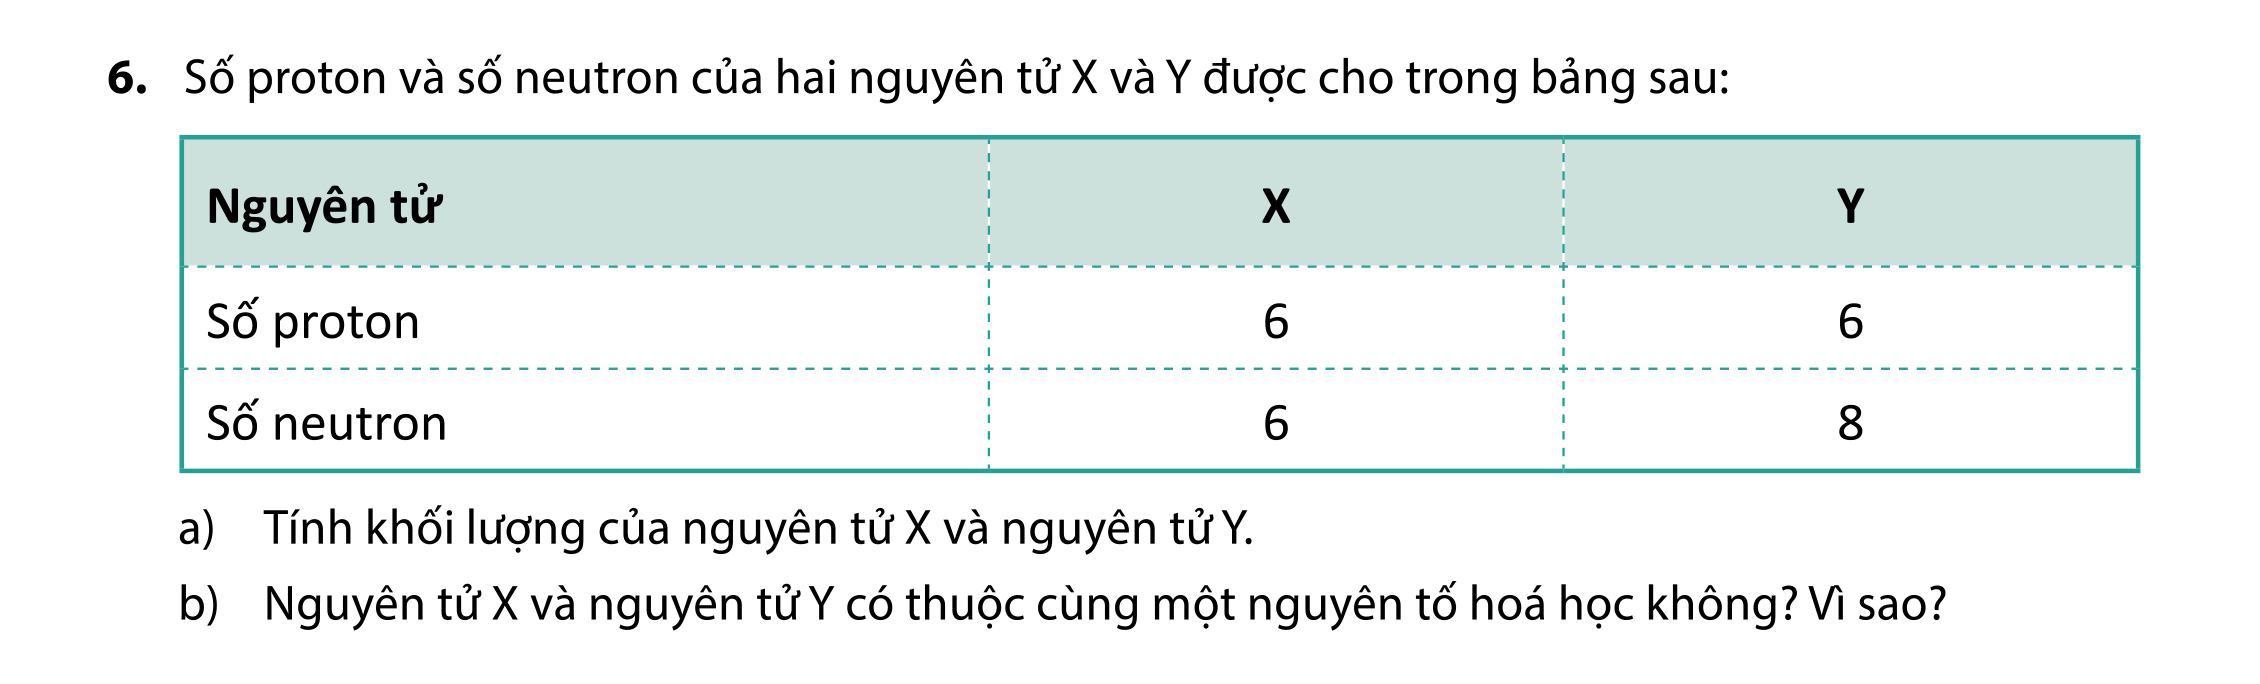 6. Số proton và số neutron của hai nguyên tử X và Y được cho trong bảng sau:
Nguyên tử X Y
Số proton 6 6
Số neutron 6 8
a) Tính khối lượng của nguyên tử X và nguyên tử Y.
b) Nguyên tử X và nguyên tử Y có thuộc cùng một nguyên tố hoá học không? Vì sao?